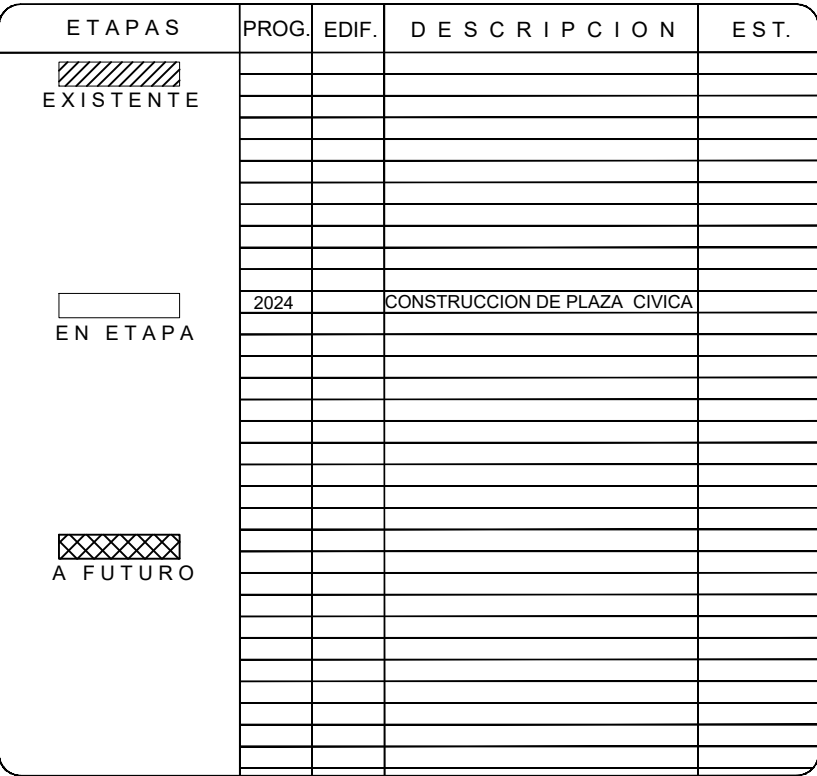 ETAPAS PROG. EDIF. DESCRIPCION EST.
EXISTENTE
2024 CONSTRUCCION DE PLAZA CIVICA
EN ETAPA
A FUTURO